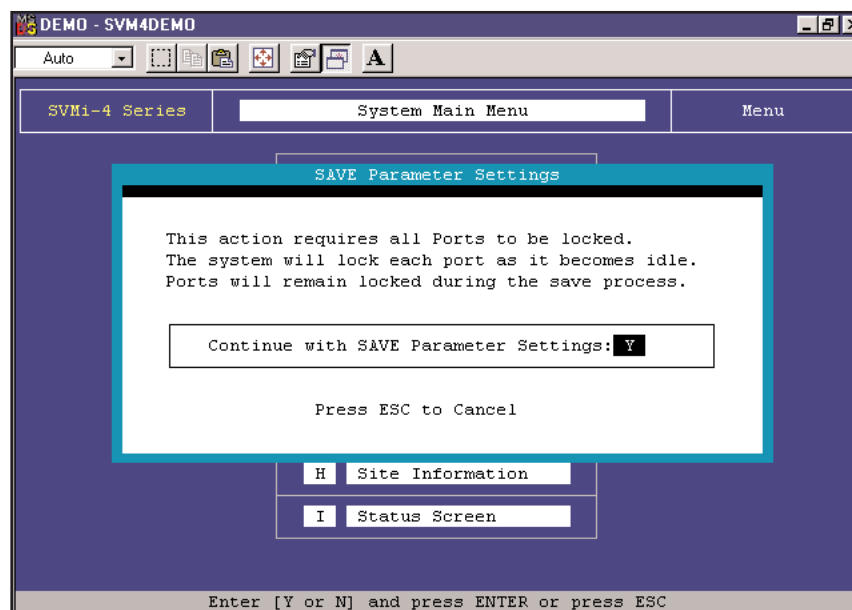 DEMO - SVM4DEMO
Auto
A
SVMi-4 Series
System Main Menu
Menu
SAVE Parameter Settings
This action requires all Ports to be locked.
The system will lock each port as it becomes idle.
Ports will remain locked during the save process.
Continue with SAVE Parameter Settings: Y
Press ESC to Cancel
H Site Information
I Status Screen
Enter [Y or N] and press ENTER or press ESC